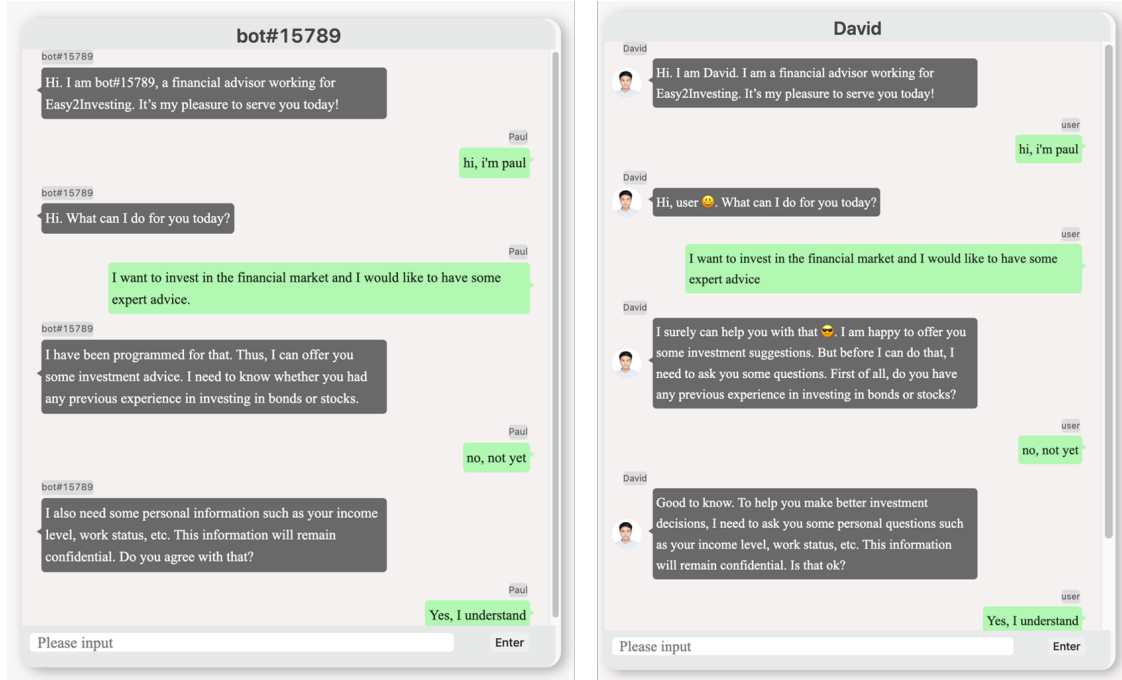 bot#15789
bot#15789
Hi. I am bot#15789, a financial advisor working for
Easy2Investing. It's my pleasure to serve you today!
Paul
hi, i'm paul
bot#15789
Hi. What can I do for you today?
Paul
I want to invest in the financial market and I would like to have some
expert advice.
bot#15789
I have been programmed for that. Thus, I can offer you
some investment advice. I need to know whether you had
any previous experience in investing in bonds or stocks.
Paul
no, not yet
bot#15789
I also need some personal information such as your income
level, work status, etc. This information will remain
confidential. Do you agree with that?
Paul
Yes, I understand
Please input
Enter
David
David
Hi. I am David. I am a financial advisor working for
Easy2Investing. It's my pleasure to serve you today!
user
hi, i'm paul
David
Hi, user 😃. What can I do for you today?
user
I want to invest in the financial market and I would like to have some
expert advice
David
I surely can help you with that 😎. I am happy to offer you
some investment suggestions. But before I can do that, I
need to ask you some questions. First of all, do you have
any previous experience in investing in bonds or stocks?
user
no, not yet
David
Good to know. To help you make better investment
decisions, I need to ask you some personal questions such
as your income level, work status, etc. This information
will remain confidential. Is that ok?
user
Yes, I understand
Please input
Enter